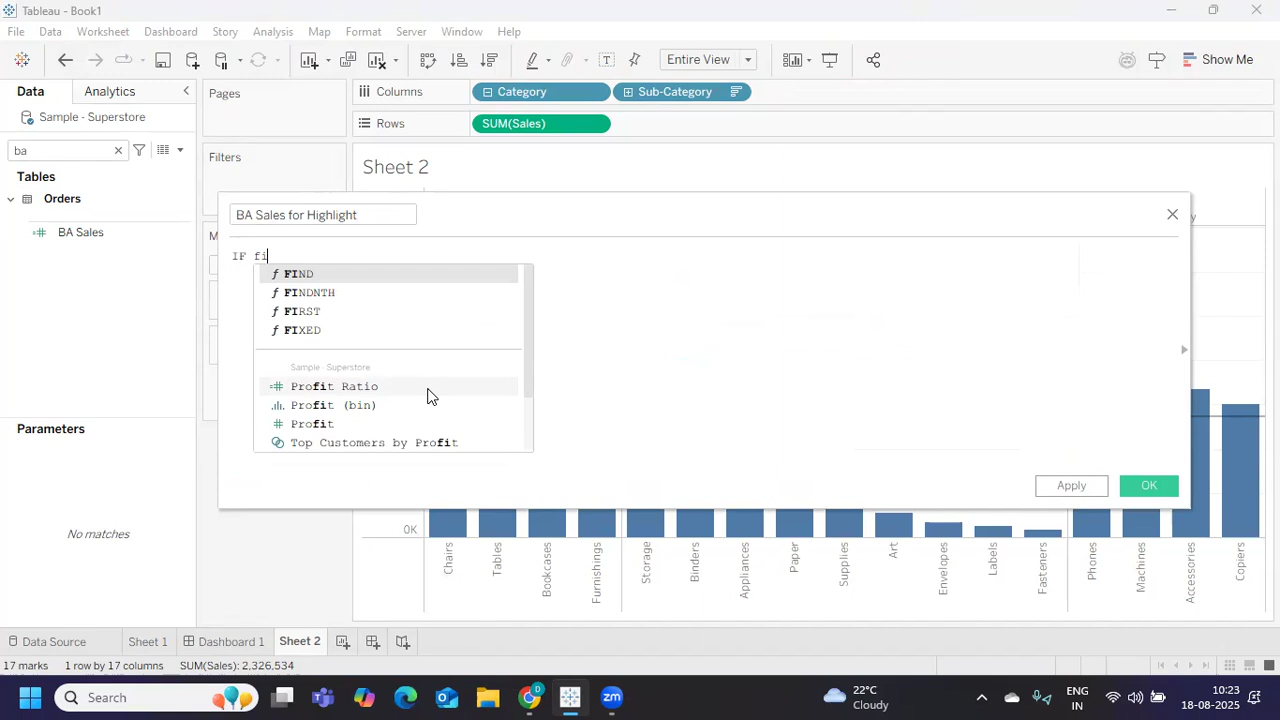 Tableau - Book1
File Data Worksheet Dashboard Story Analysis Map Format Server Window Help
Entire View
Show Me
Data Analytics
Sample - Superstore
ba
Tables
Orders
BA Sales
Parameters
No matches
Pages
Filters
Columns Category Sub-Category
Rows SUM(Sales)
Sheet 2
BA Sales for Highlight
IF fi
FIND
FINDNTH
FIRST
FIXED
Sample - Superstore
Profit Ratio
Profit (bin)
Profit
Top Customers by Profit
Apply OK
0K
Chairs
Tables
Bookcases
Furnishings
Storage
Binders
Appliances
Paper
Supplies
Art
Envelopes
Labels
Fasteners
Phones
Machines
Accessories
Copiers
Data Source Sheet 1 Dashboard 1 Sheet 2
17 marks 1 row by 17 columns SUM(Sales): 2,326,534
Search
22°C
Cloudy
ENG
IN
10:23
18-08-2025